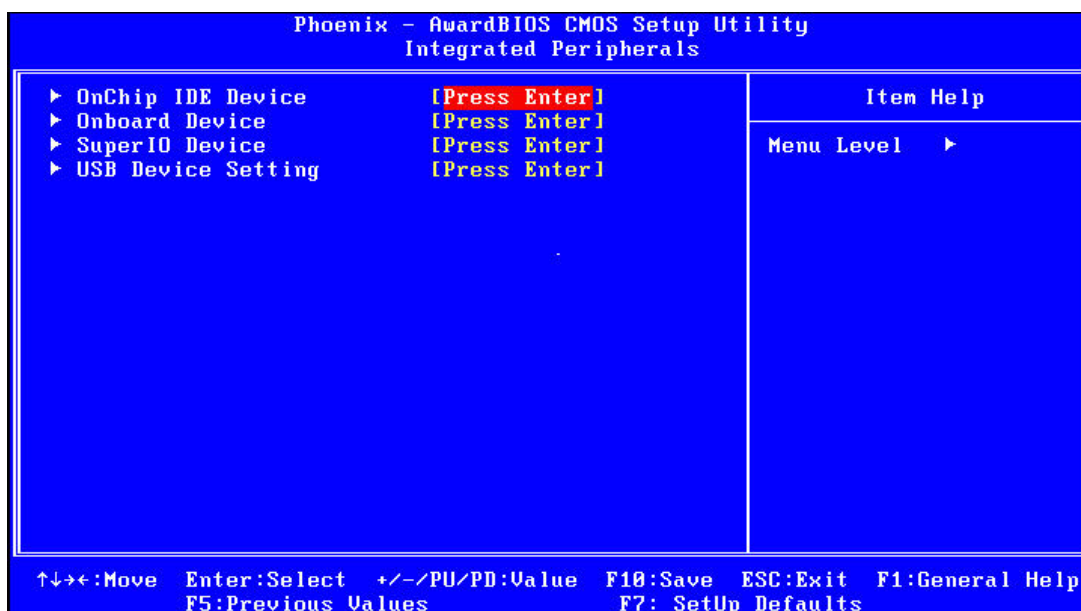 Phoenix - AwardBIOS CMOS Setup Utility
Integrated Peripherals
► OnChip IDE Device [Press Enter]
► Onboard Device [Press Enter]
► SuperIO Device [Press Enter]
► USB Device Setting [Press Enter]
Item Help
Menu Level ►
↑↓→←:Move Enter:Select +/-/PU/PD:Value F10:Save ESC:Exit F1:General Help
F5:Previous Values F7: SetUp Defaults